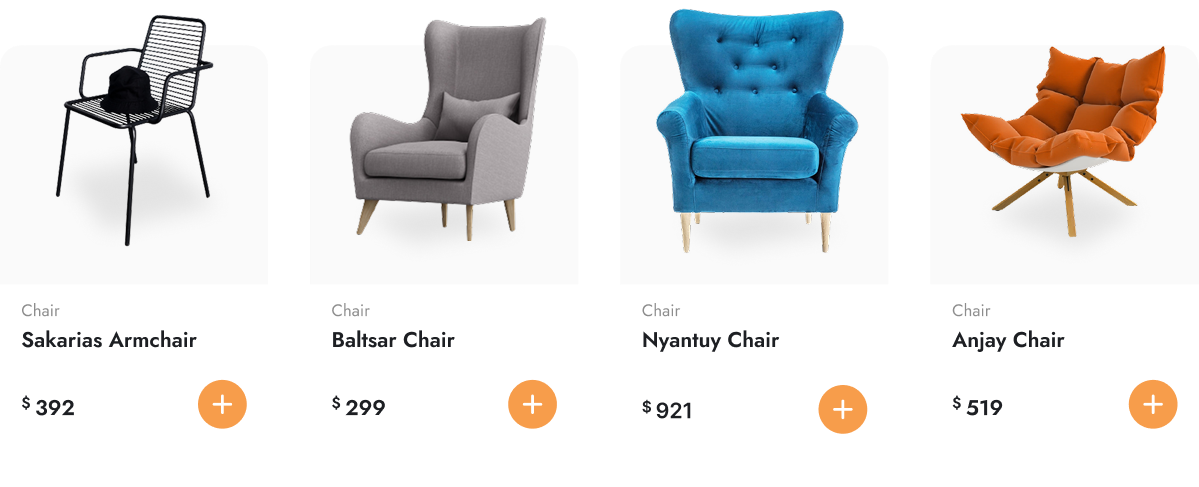 Chair
Sakarias Armchair
$ 392
Chair
Baltsar Chair
$ 299
Chair
Nyantuy Chair
$ 921
Chair
Anjay Chair
$ 519